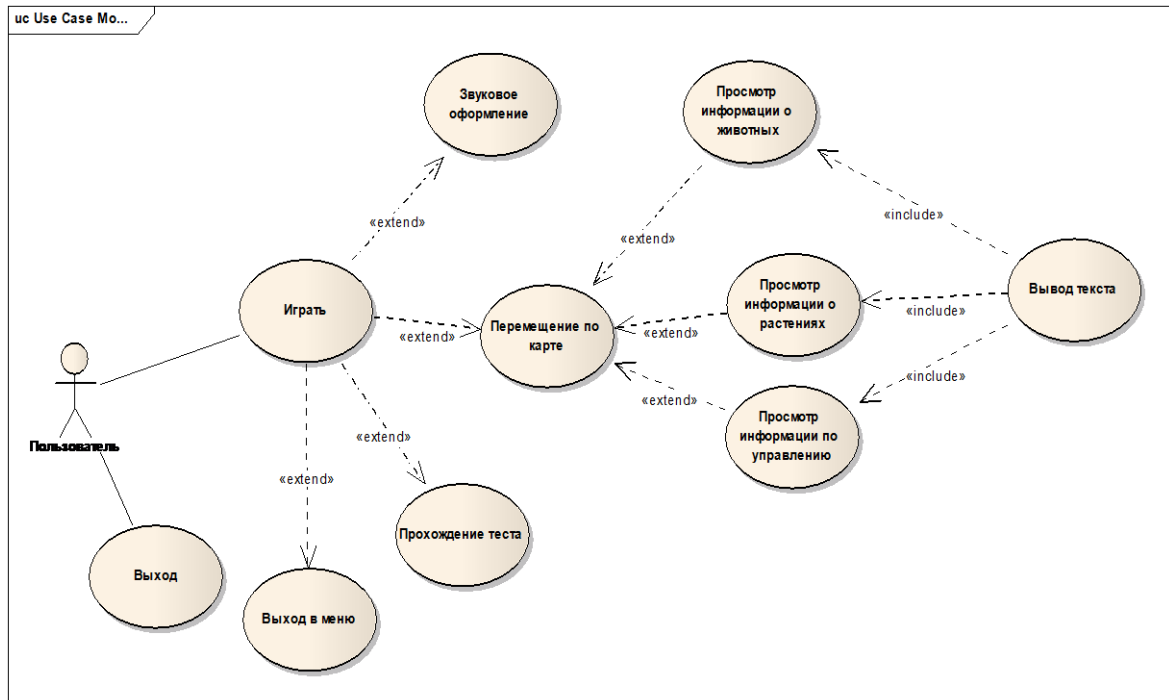 uc Use Case Mo...
Звуковое
оформление
Просмотр
информации о
животных
«extend»
«include»
«extend»
Играть
Перемещение по
карте
«extend»
Просмотр
информации о
растениях
«extend»
Вывод текста
«include»
«include»
«extend»
Просмотр
информации по
управлению
Пользователь
«extend»
«extend»
Прохождение теста
Выход
Выход в меню